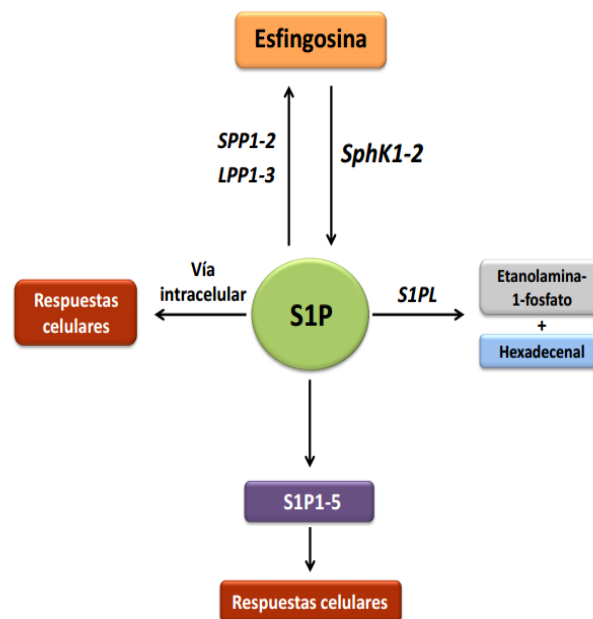 Esfingosina
SPP1-2
LPP1-3
SphK1-2
Respuestas
celulares
Vía
intracelular
S1P
S1PL
Etanolamina-
1-fosfato
+
Hexadecenal
S1P1-5
Respuestas celulares